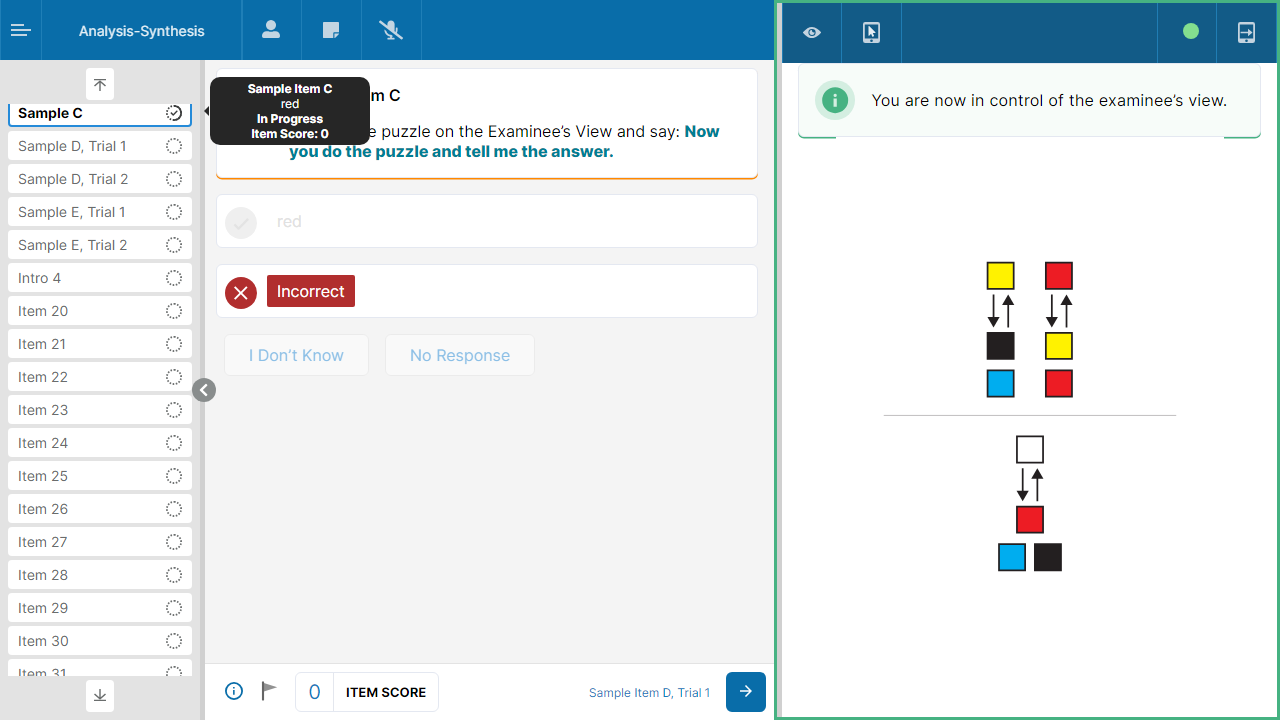 Analysis-Synthesis
Sample C
Sample D, Trial 1
Sample D, Trial 2
Sample E, Trial 1
Sample E, Trial 2
Intro 4
Item 20
Item 21
Item 22
Item 23
Item 24
Item 25
Item 26
Item 27
Item 28
Item 29
Item 30
Item 31
Sample Item C
red
In Progress
Item Score: 0
m C
e puzzle on the Examinee's View and say: Now
you do the puzzle and tell me the answer.
red
Incorrect
I Don't Know
No Response
0 ITEM SCORE
Sample Item D, Trial 1
You are now in control of the examinee's view.